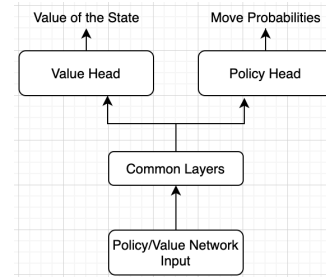 Value of the State
Move Probabilities
Value Head
Policy Head
Common Layers
Policy/Value Network
Input